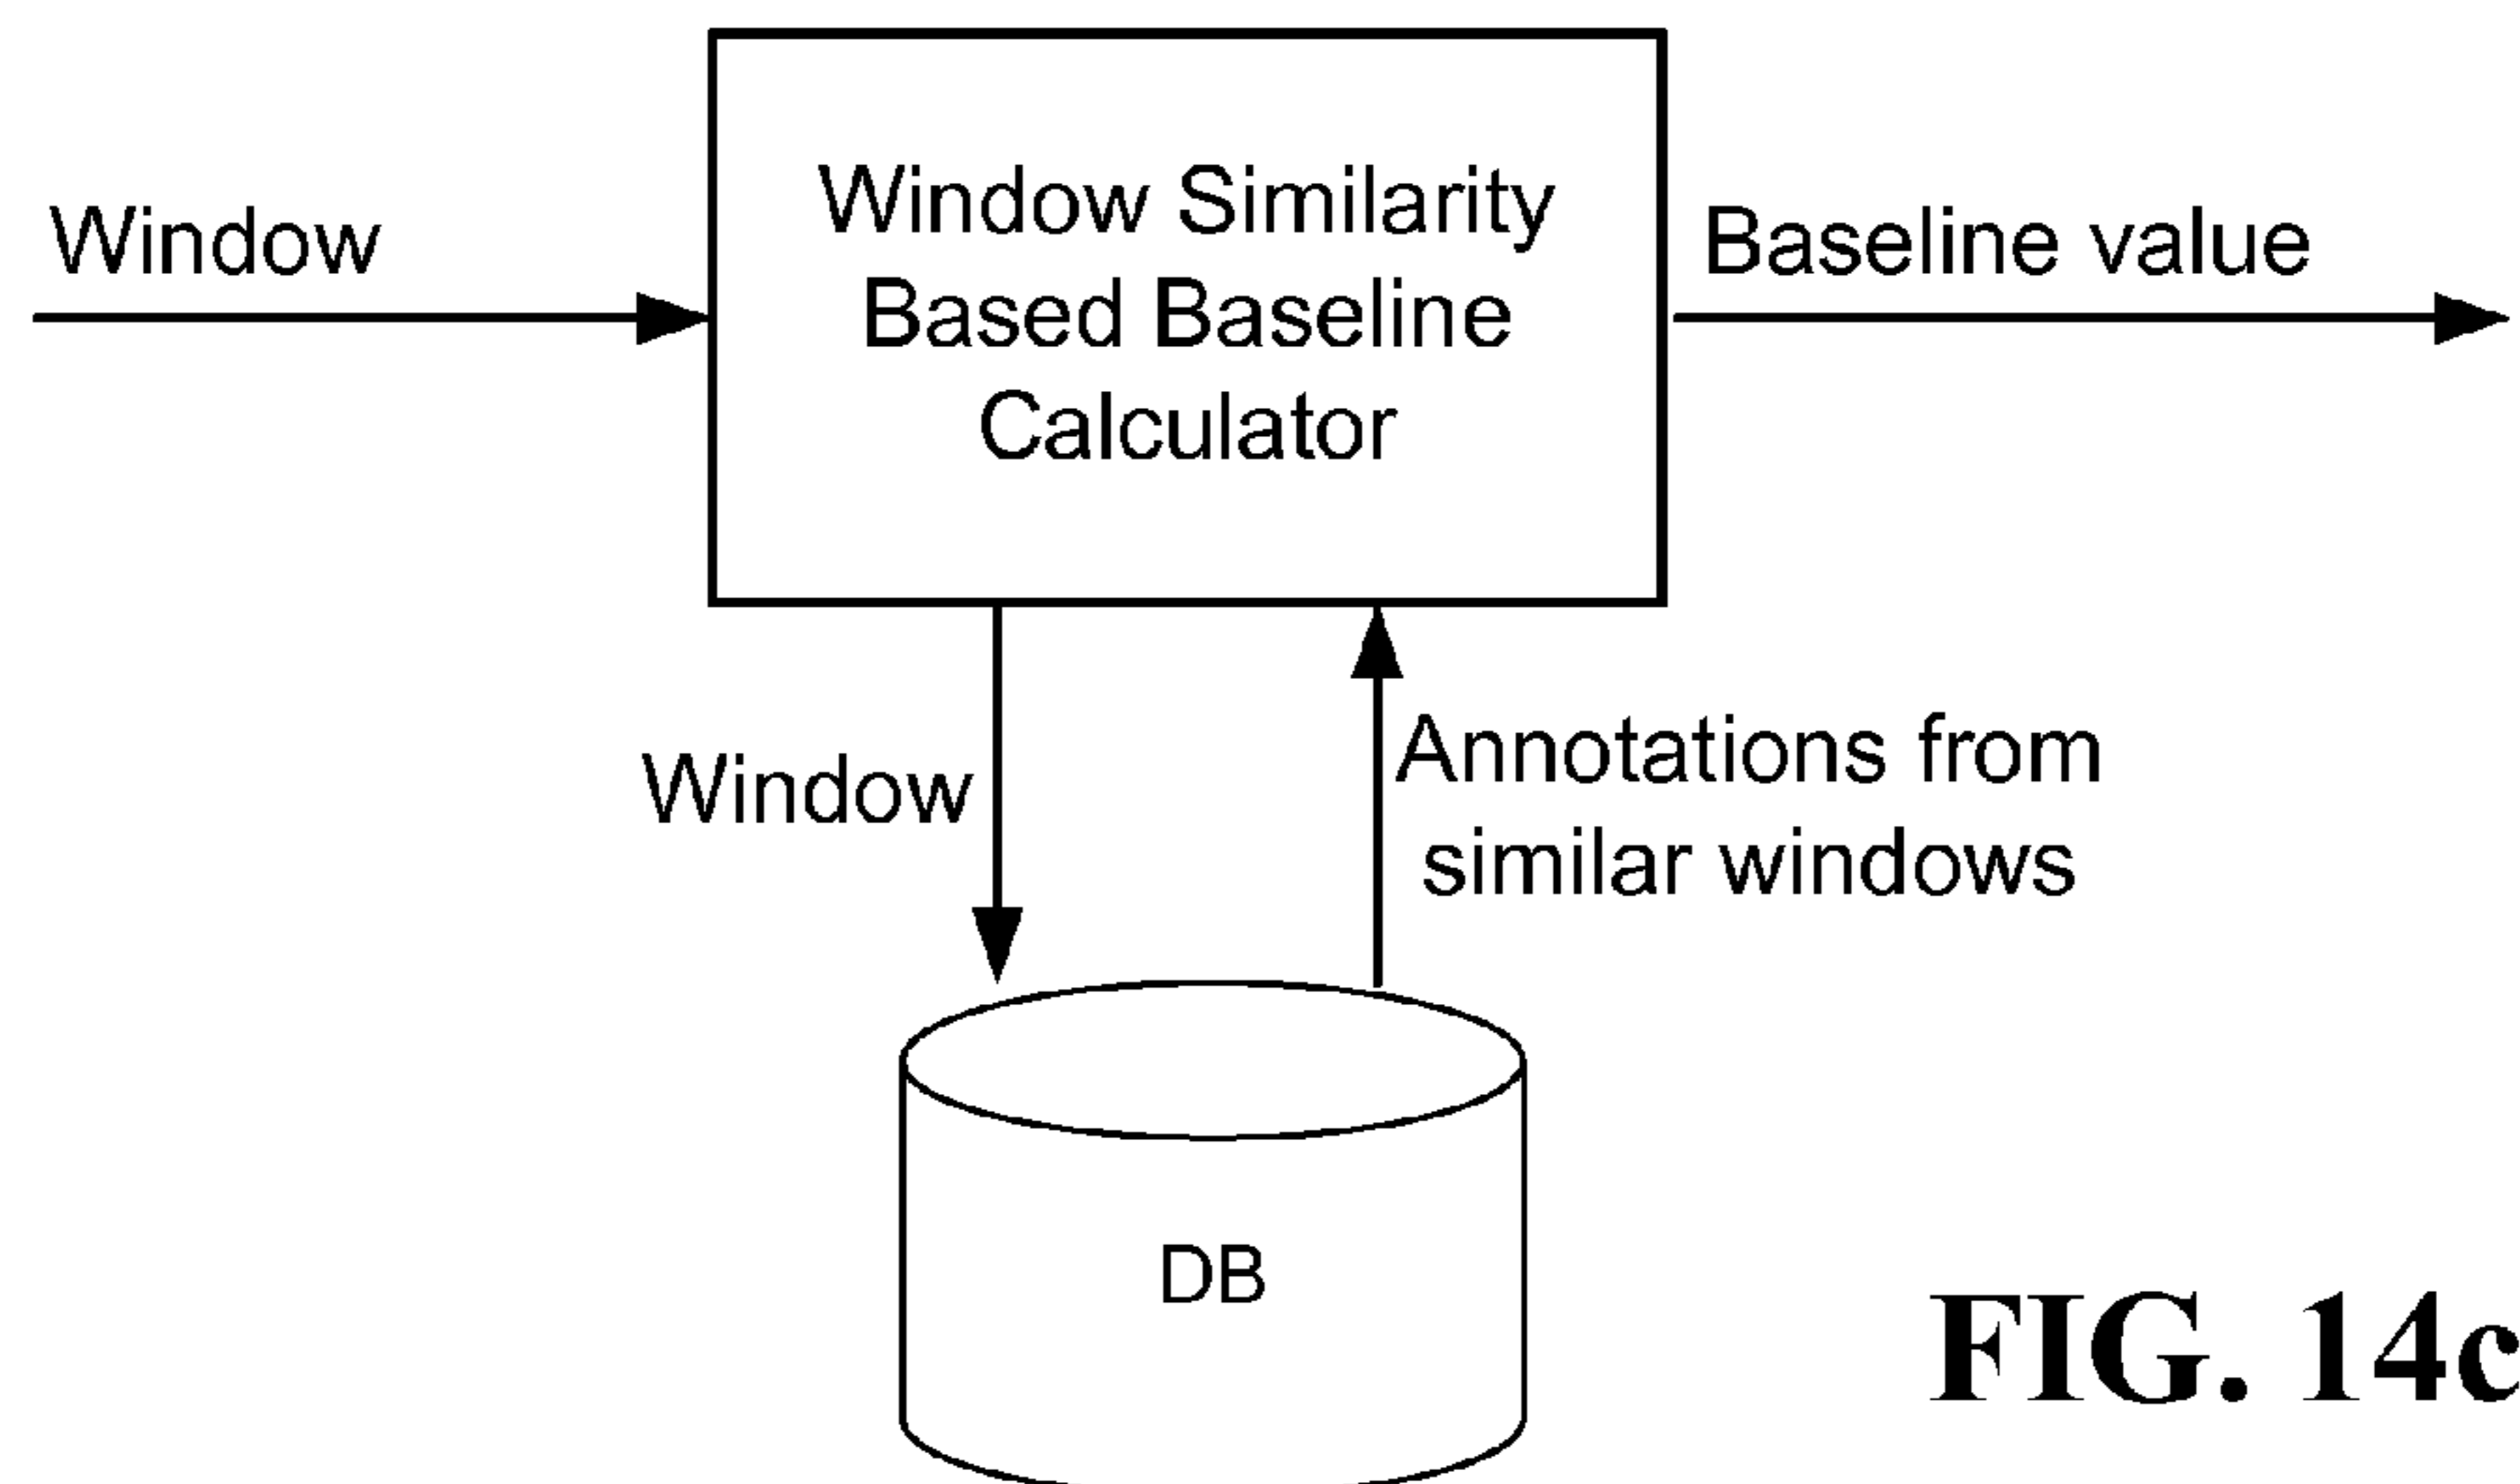 Window
Window Similarity
Based Baseline
Calculator
Baseline value
Window
Annotations from
similar windows
DB
FIG. 14c